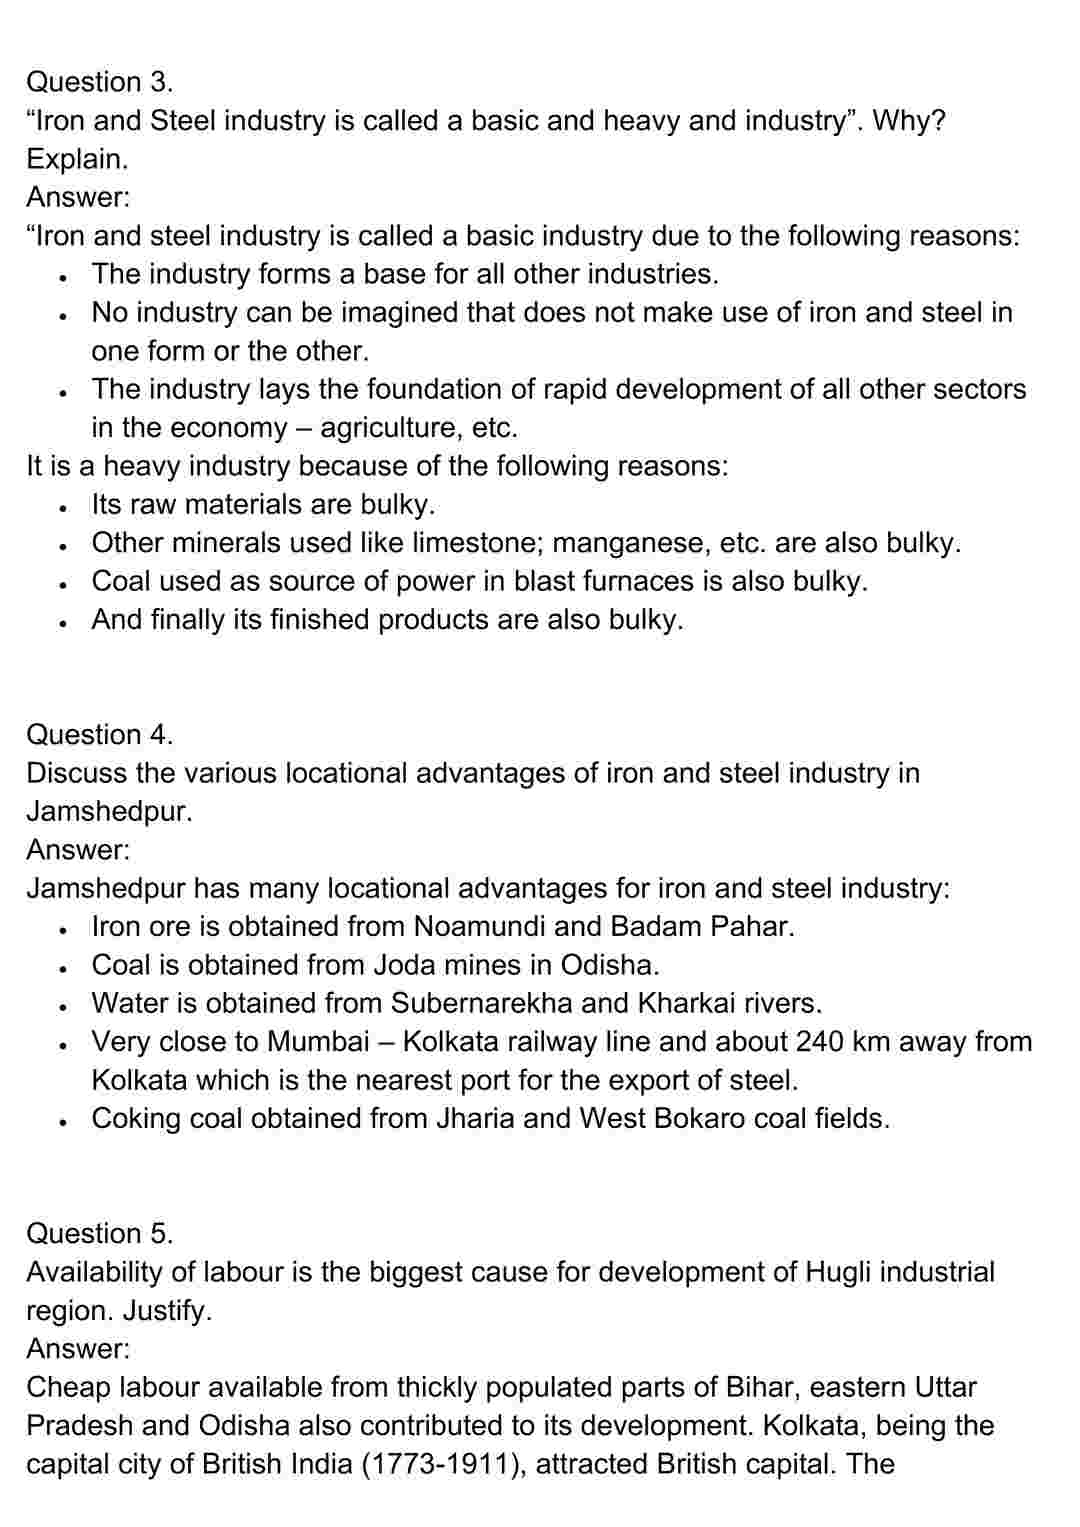 Question 3.
“Iron and Steel industry is called a basic and heavy and industry”. Why?
Explain.
Answer:
“Iron and steel industry is called a basic industry due to the following reasons:
• The industry forms a base for all other industries.
• No industry can be imagined that does not make use of iron and steel in
one form or the other.
• The industry lays the foundation of rapid development of all other sectors
in the economy – agriculture, etc.
It is a heavy industry because of the following reasons:
• Its raw materials are bulky.
• Other minerals used like limestone; manganese, etc. are also bulky.
• Coal used as source of power in blast furnaces is also bulky.
• And finally its finished products are also bulky.
Question 4.
Discuss the various locational advantages of iron and steel industry in
Jamshedpur.
Answer:
Jamshedpur has many locational advantages for iron and steel industry:
• Iron ore is obtained from Noamundi and Badam Pahar.
• Coal is obtained from Joda mines in Odisha.
• Water is obtained from Subernarekha and Kharkai rivers.
• Very close to Mumbai – Kolkata railway line and about 240 km away from
Kolkata which is the nearest port for the export of steel.
• Coking coal obtained from Jharia and West Bokaro coal fields.
Question 5.
Availability of labour is the biggest cause for development of Hugli industrial
region. Justify.
Answer:
Cheap labour available from thickly populated parts of Bihar, eastern Uttar
Pradesh and Odisha also contributed to its development. Kolkata, being the
capital city of British India (1773-1911), attracted British capital. The